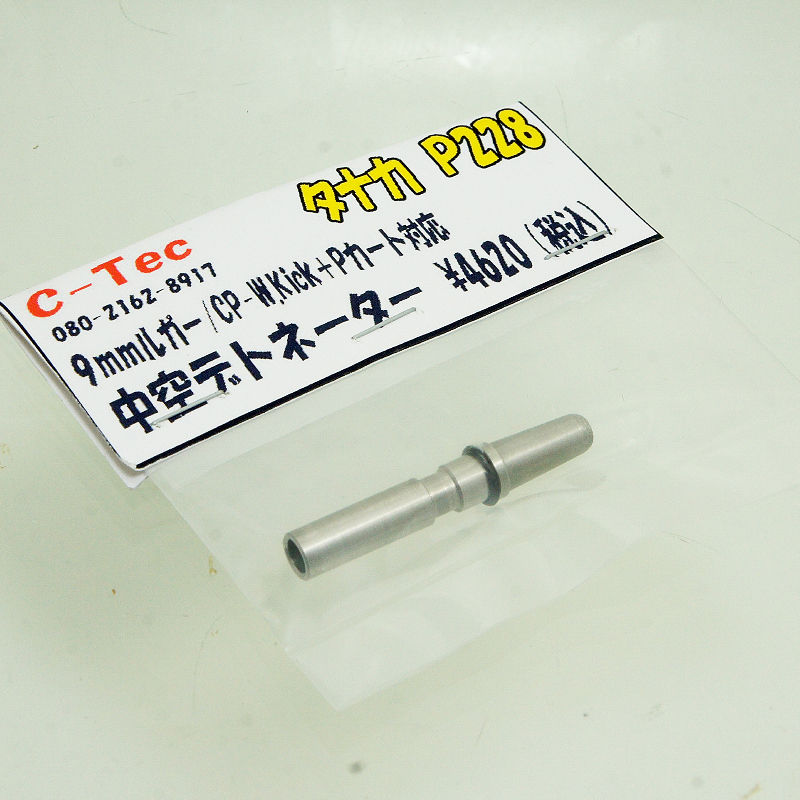 タナカ P228
C-Tec
080-2162-8917
9mmルガー/CP-W,Kick+Pカート対応
中空デトネーター ¥4620(税込)